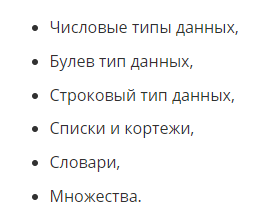 Числовые типы данных,
Булев тип данных,
Строковый тип данных,
Списки и кортежи,
Словари,
Множества.